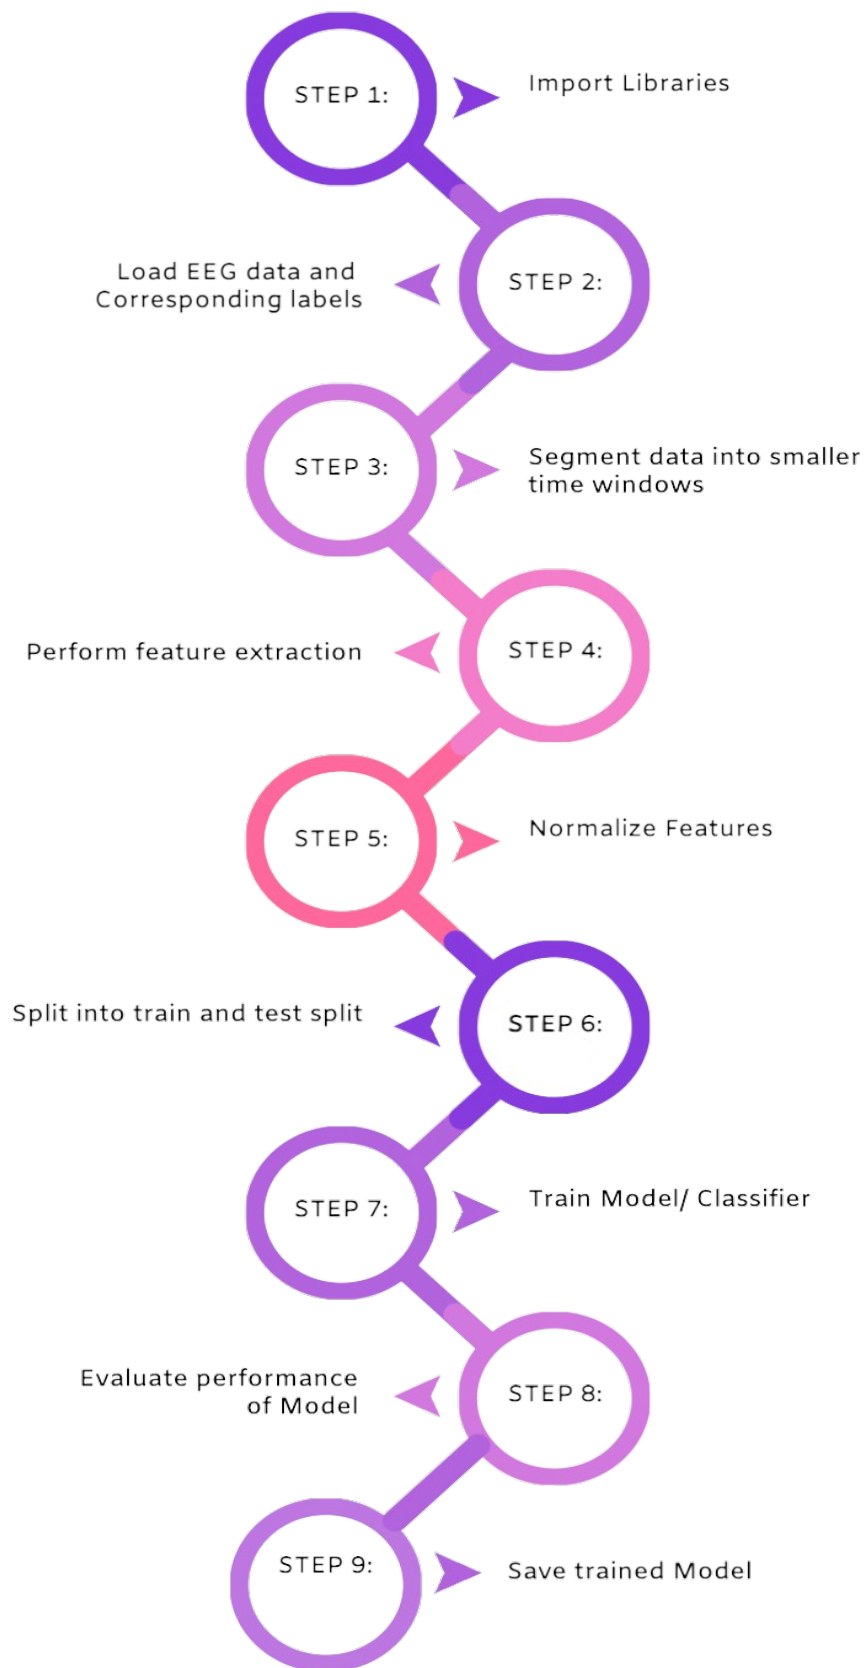 STEP 1:
Import Libraries
STEP 2:
Load EEG data and
Corresponding labels
STEP 3:
Segment data into smaller
time windows
STEP 4:
Perform feature extraction
STEP 5:
Normalize Features
STEP 6:
Split into train and test split
STEP 7:
Train Model/ Classifier
STEP 8:
Evaluate performance
of Model
STEP 9:
Save trained Model